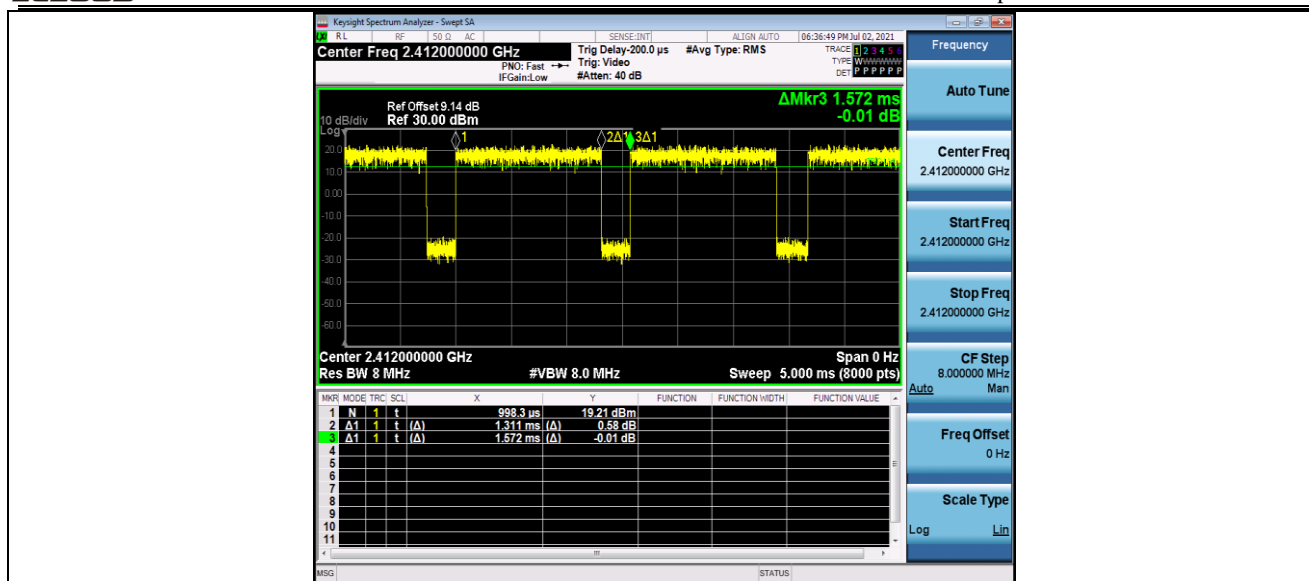 Keysight Spectrum Analyzer - Swept SA
RL RF 50 Ω AC SENSE:INT ALIGN AUTO 06:36:49 PM Jul 02, 2021
Center Freq 2.412000000 GHz
PNO: Fast
IFGain:Low
Trig Delay-200.0 µs
Trig: Video
#Atten: 40 dB
#Avg Type: RMS
TRACE 1 2 3 4 5 6
TYPE WWWWWW
DET P P P P P P
Frequency
Auto Tune
Center Freq
2.412000000 GHz
Start Freq
2.412000000 GHz
Stop Freq
2.412000000 GHz
CF Step
8.000000 MHz
Auto Man
Freq Offset
0 Hz
Scale Type
Log Lin
Ref Offset 9.14 dB
10 dB/div Ref 30.00 dBm
Log
ΔMkr3 1.572 ms
-0.01 dB
1 2Δ1 3Δ1
20.0
10.0
0.00
-10.0
-20.0
-30.0
-40.0
-50.0
-60.0
Center 2.412000000 GHz Span 0 Hz
Res BW 8 MHz #VBW 8.0 MHz Sweep 5.000 ms (8000 pts)
MKR MODE TRC SCL X Y FUNCTION FUNCTION WIDTH FUNCTION VALUE
1 N 1 t 998.3 µs 19.21 dBm
2 Δ1 1 t (Δ) 1.311 ms (Δ) 0.58 dB
3 Δ1 1 t (Δ) 1.572 ms (Δ) -0.01 dB
4
5
6
7
8
9
10
11
MSG STATUS